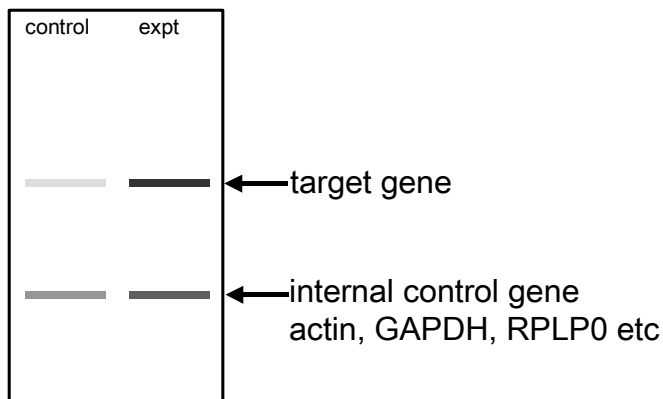 control expt
target gene
internal control gene
actin, GAPDH, RPLP0 etc